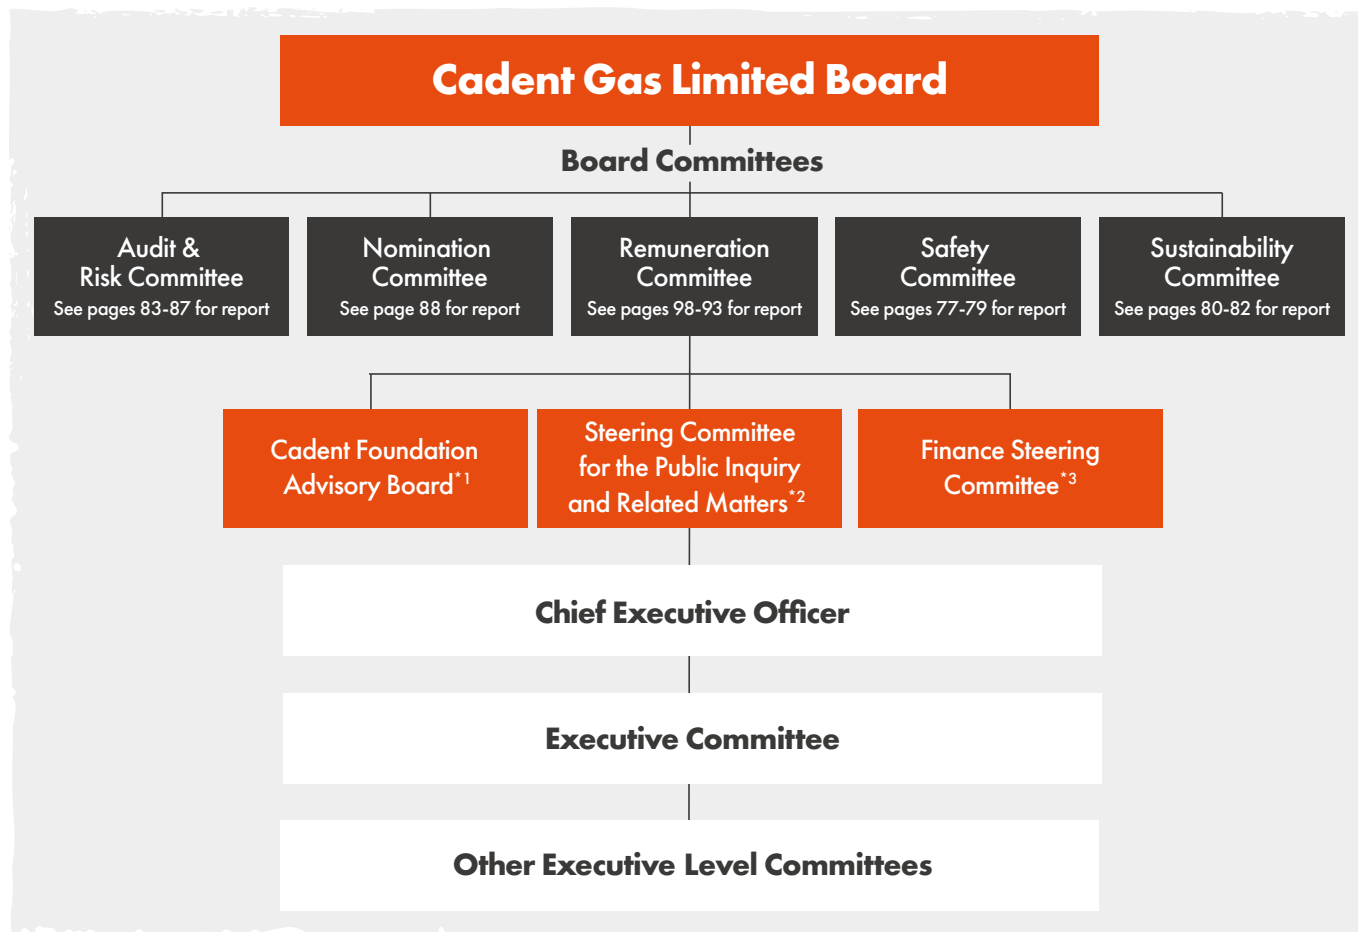 Cadent Gas Limited Board
Board Committees
Audit &
Risk Committee
See pages 83-87 for report
Nomination
Committee
See page 88 for report
Remuneration
Committee
See pages 98-93 for report
Safety
Committee
See pages 77-79 for report
Sustainability
Committee
See pages 80-82 for report
Cadent Foundation
Advisory Board*1
Steering Committee
for the Public Inquiry
and Related Matters*2
Finance Steering
Committee*3
Chief Executive Officer
Executive Committee
Other Executive Level Committees